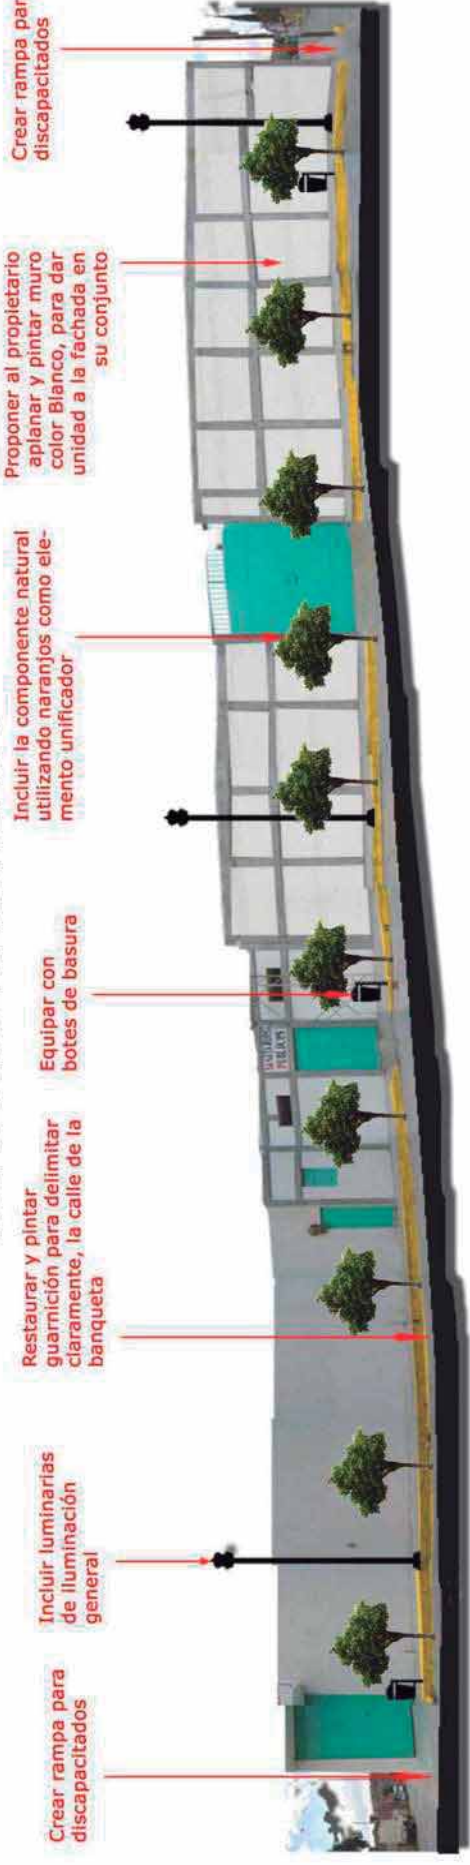 Crear rampa para
discapacitados
Incluir luminarias
de iluminación
general
Restaurar y pintar
guarnición para delimitar
claramente, la calle de la
banqueta
Equipar con
botes de basura
Incluir la componente natural
utilizando naranjos como ele-
mento unificador
Proponer al propietario
aplanar y pintar muro
color Blanco, para dar
unidad a la fachada en
su conjunto
Crear rampa par
discapacitados